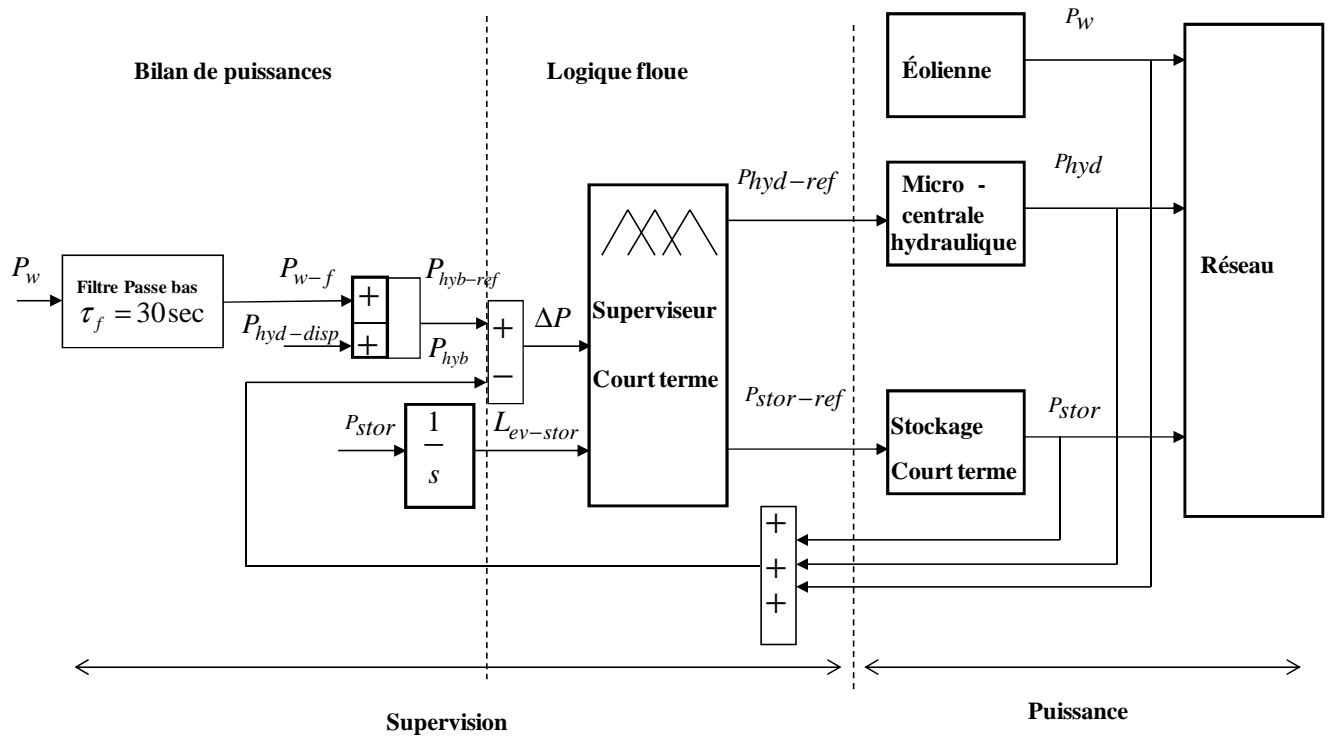 Bilan de puissances
Logique floue
P_w
Éolienne
P_hyd-ref
P_hyd
Micro -
centrale
hydraulique
Réseau
P_w
Filtre Passe bas
τ_f = 30 sec
P_w-f
P_hyd-disp
+
+
P_hyb-ref
P_hyb
+
−
ΔP
Superviseur
Court terme
P_stor
1
s
L_ev-stor
P_stor-ref
Stockage
Court terme
P_stor
+
+
+
Supervision
Puissance